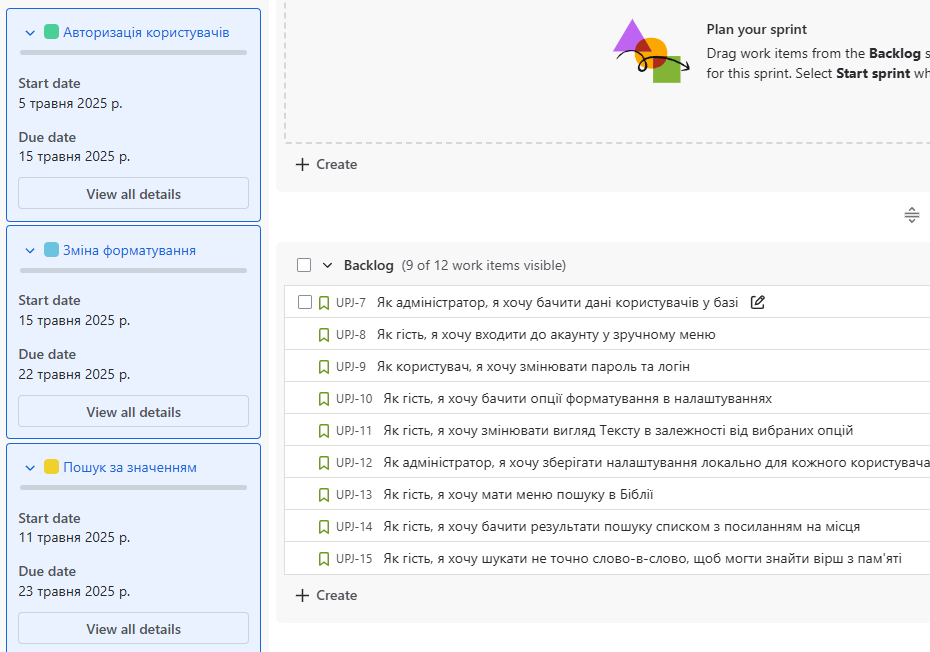 Авторизація користувачів
Start date
5 травня 2025 р.
Due date
15 травня 2025 р.
View all details
Зміна форматування
Start date
15 травня 2025 р.
Due date
22 травня 2025 р.
View all details
Пошук за значенням
Start date
11 травня 2025 р.
Due date
23 травня 2025 р.
View all details
Plan your sprint
Drag work items from the Backlog s
for this sprint. Select Start sprint wh
Create
Backlog (9 of 12 work items visible)
UPJ-7 Як адміністратор, я хочу бачити дані користувачів у базі
UPJ-8 Як гість, я хочу входити до акаунту у зручному меню
UPJ-9 Як користувач, я хочу змінювати пароль та логін
UPJ-10 Як гість, я хочу бачити опції форматування в налаштуваннях
UPJ-11 Як гість, я хочу змінювати вигляд Тексту в залежності від вибраних опцій
UPJ-12 Як адміністратор, я хочу зберігати налаштування локально для кожного користувача
UPJ-13 Як гість, я хочу мати меню пошуку в Біблії
UPJ-14 Як гість, я хочу бачити результати пошуку списком з посиланням на місця
UPJ-15 Як гість, я хочу шукати не точно слово-в-слово, щоб могти знайти вірш з пам'яті
Create